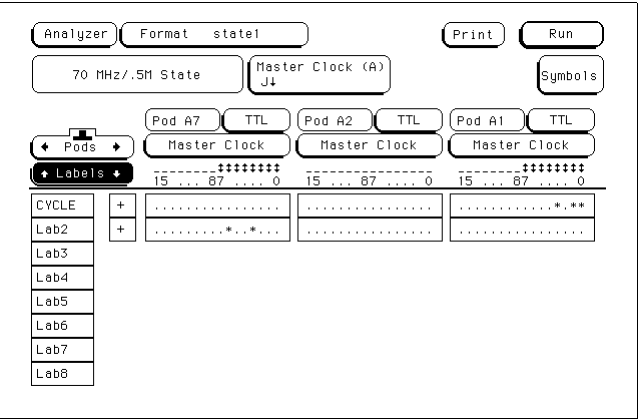 Analyzer Format state1 Print Run
70 MHz/.5M State Master Clock (A) Symbols
J↓
Pod A7 TTL Pod A2 TTL Pod A1 TTL
← Pods → Master Clock Master Clock Master Clock
↑ Labels ↓ --------↕↕↕↕↕↕↕↕ ---------------- --------↕↕↕↕↕↕↕↕
15 ... 87 .... 0 15 ... 87 .... 0 15 ... 87 .... 0
CYCLE + ................ ................ ............*.**
Lab2 + .........*..*... ................ ................
Lab3
Lab4
Lab5
Lab6
Lab7
Lab8